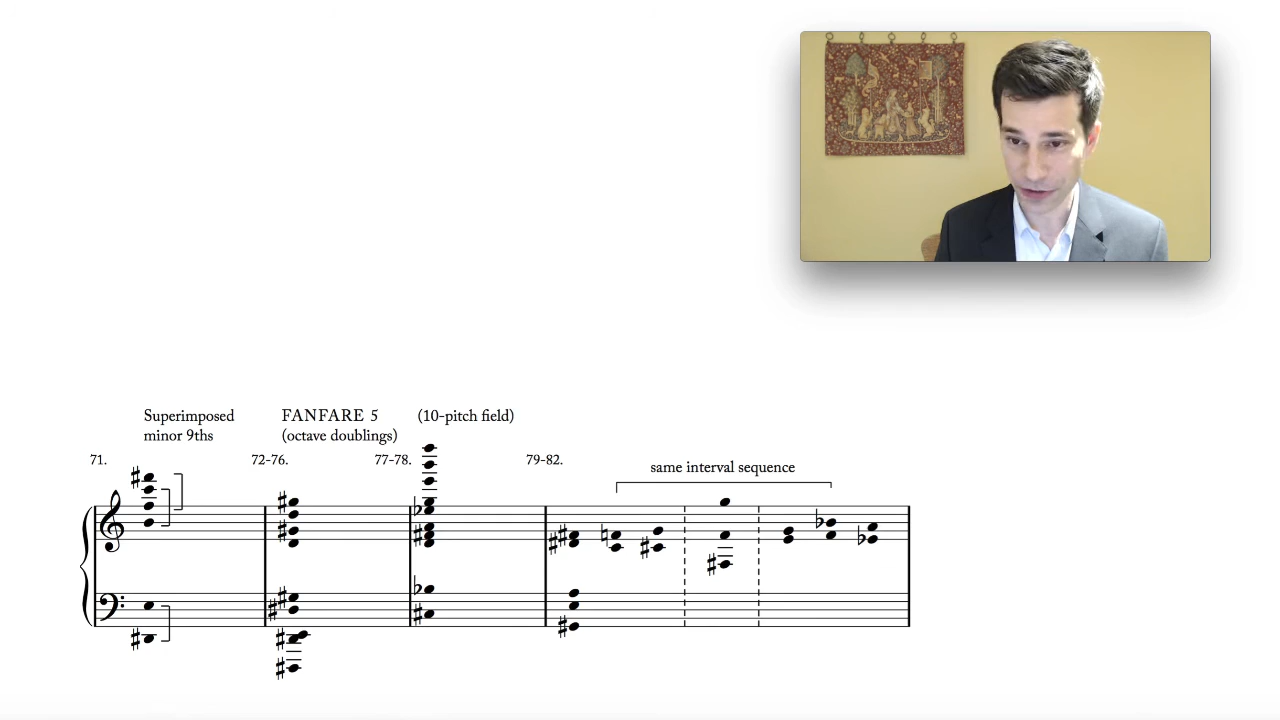 Superimposed
minor 9ths
FANFARE 5
(octave doublings)
(10-pitch field)
71.
72-76.
77-78.
79-82.
same interval sequence